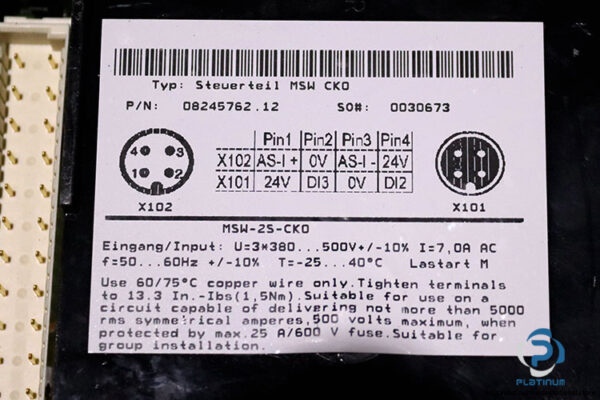 Typ: Steuerteil MSW CK0
P/N: 08245762.12 SO#: 0030673
Pin1 Pin2 Pin3 Pin4
X102 AS-I + 0V AS-I - 24V
X101 24V DI3 0V DI2
4 3
1 2
X102 X101
MSW-2S-CK0
Eingang/Input: U=3*380...500V+/-10% I=7,0A AC
f=50...60Hz +/-10% T=-25...40°C Lastart M
Use 60/75°C copper wire only.Tighten terminals
to 13.3 In.-Ibs(1,5Nm).Suitable for use on a
circuit capable of delivering not more than 5000
rms symmetrical amperes,500 volts maximum, when
protected by max.25 A/600 V fuse.Suitable for
group installation.
PLATINUM